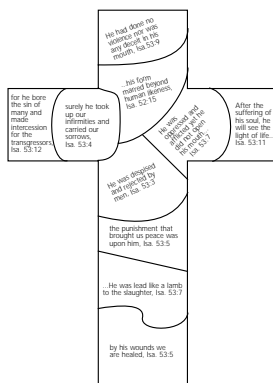 He had done no
violence nor was
any deceit in his
mouth, Isa.53:9
...his form
marred beyond
human likeness,
Isa. 52-15
for he bore
the sin of
many and
made
intercession
for the
transgressors,
Isa. 53:12
surely he took
up our
infirmities and
carried our
sorrows,
Isa. 53:4
He was
oppressed and
afflicted yet he
did not open
his mouth,
Isa. 53:7
After the
suffering of
his soul, he
will see the
light of life...
Isa. 53:11
He was despised
and rejected by
men, Isa. 53:3
the punishment that
brought us peace was
upon him, Isa. 53:5
...He was lead like a lamb
to the slaughter, Isa. 53:7
by his wounds we
are healed, Isa. 53:5